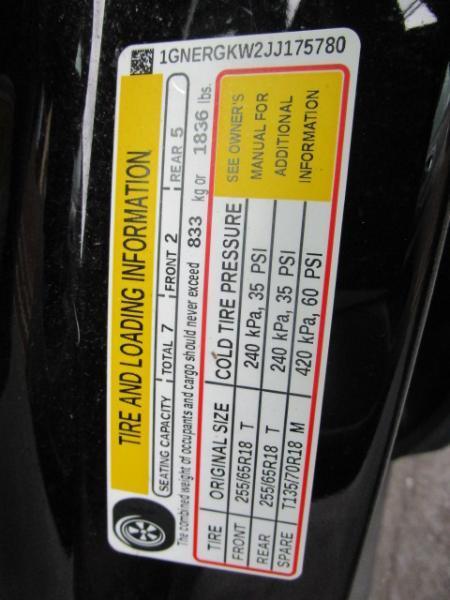 1GNERGKW2JJ175780
TIRE AND LOADING INFORMATION
SEATING CAPACITY TOTAL 7 FRONT 2 REAR 5
The combined weight of occupants and cargo should never exceed 833 kg or 1836 lbs.
TIRE ORIGINAL SIZE COLD TIRE PRESSURE
FRONT 255/65R18 T 240 kPa, 35 PSI
REAR 255/65R18 T 240 kPa, 35 PSI
SPARE T135/70R18 M 420 kPa, 60 PSI
SEE OWNER'S
MANUAL FOR
ADDITIONAL
INFORMATION